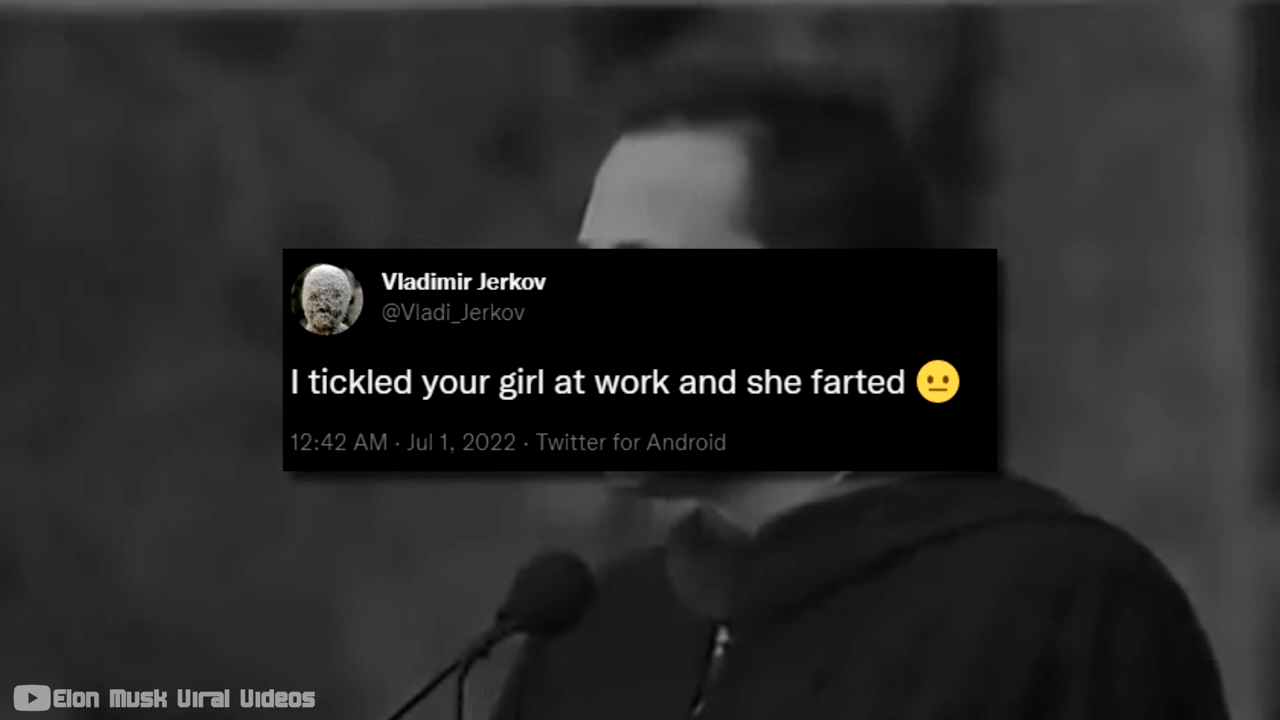 Vladimir Jerkov
@Vladi_Jerkov
I tickled your girl at work and she farted 😐
12:42 AM · Jul 1, 2022 · Twitter for Android
Elon Musk Viral Videos